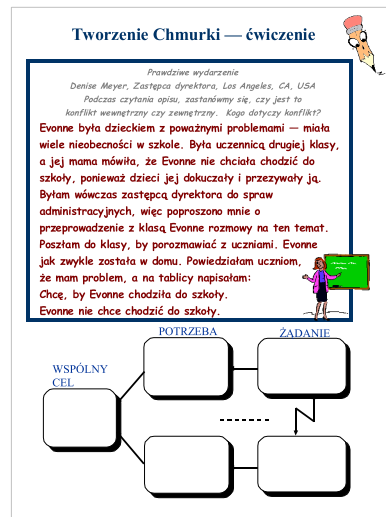 Tworzenie Chmurki — ćwiczenie
Prawdziwe wydarzenie
Denise Meyer, Zastępca dyrektora, Los Angeles, CA, USA
Podczas czytania opisu, zastanówmy się, czy jest to
konflikt wewnętrzny czy zewnętrzny. Kogo dotyczy konflikt?
Evonne była dzieckiem z poważnymi problemami — miała
wiele nieobecności w szkole. Była uczennicą drugiej klasy,
a jej mama mówiła, że Evonne nie chciała chodzić do
szkoły, ponieważ dzieci jej dokuczały i przezywały ją.
Byłam wówczas zastępcą dyrektora do spraw
administracyjnych, więc poproszono mnie o
przeprowadzenie z klasą Evonne rozmowy na ten temat.
Poszłam do klasy, by porozmawiać z uczniami. Evonne
jak zwykle została w domu. Powiedziałam uczniom,
że mam problem, a na tablicy napisałam:
Chcę, by Evonne chodziła do szkoły.
Evonne nie chce chodzić do szkoły.
POTRZEBA
ŻĄDANIE
WSPÓLNY
CEL